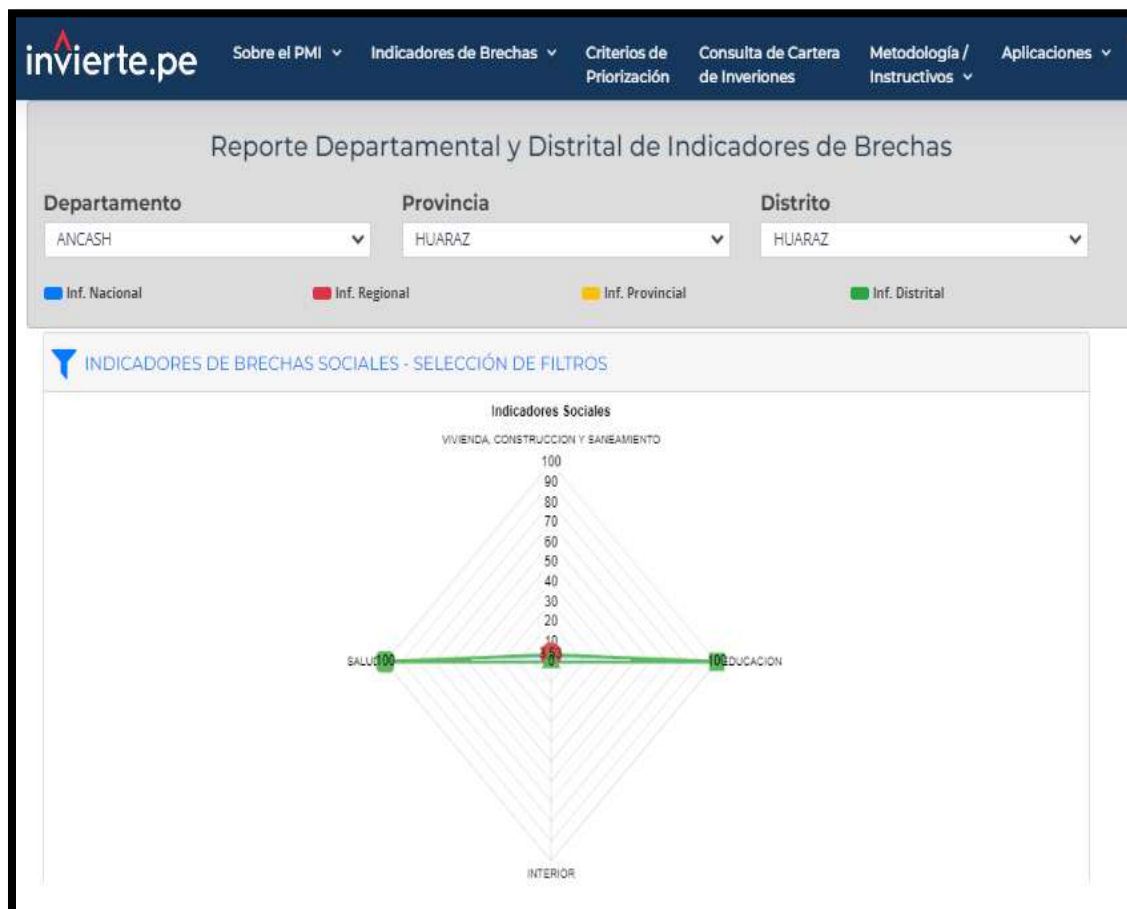 invierte.pe
Sobre el PMI
Indicadores de Brechas
Criterios de
Priorización
Consulta de Cartera
de Inveriones
Metodología /
Instructivos
Aplicaciones
Reporte Departamental y Distrital de Indicadores de Brechas
Departamento
Provincia
Distrito
ANCASH
HUARAZ
HUARAZ
Inf. Nacional
Inf. Regional
Inf. Provincial
Inf. Distrital
INDICADORES DE BRECHAS SOCIALES - SELECCIÓN DE FILTROS
Indicadores Sociales
VIVIENDA, CONSTRUCCION Y SANEAMIENTO
100
90
80
70
60
50
40
30
20
10
0
SALUD
100
100
EDUCACION
INTERIOR